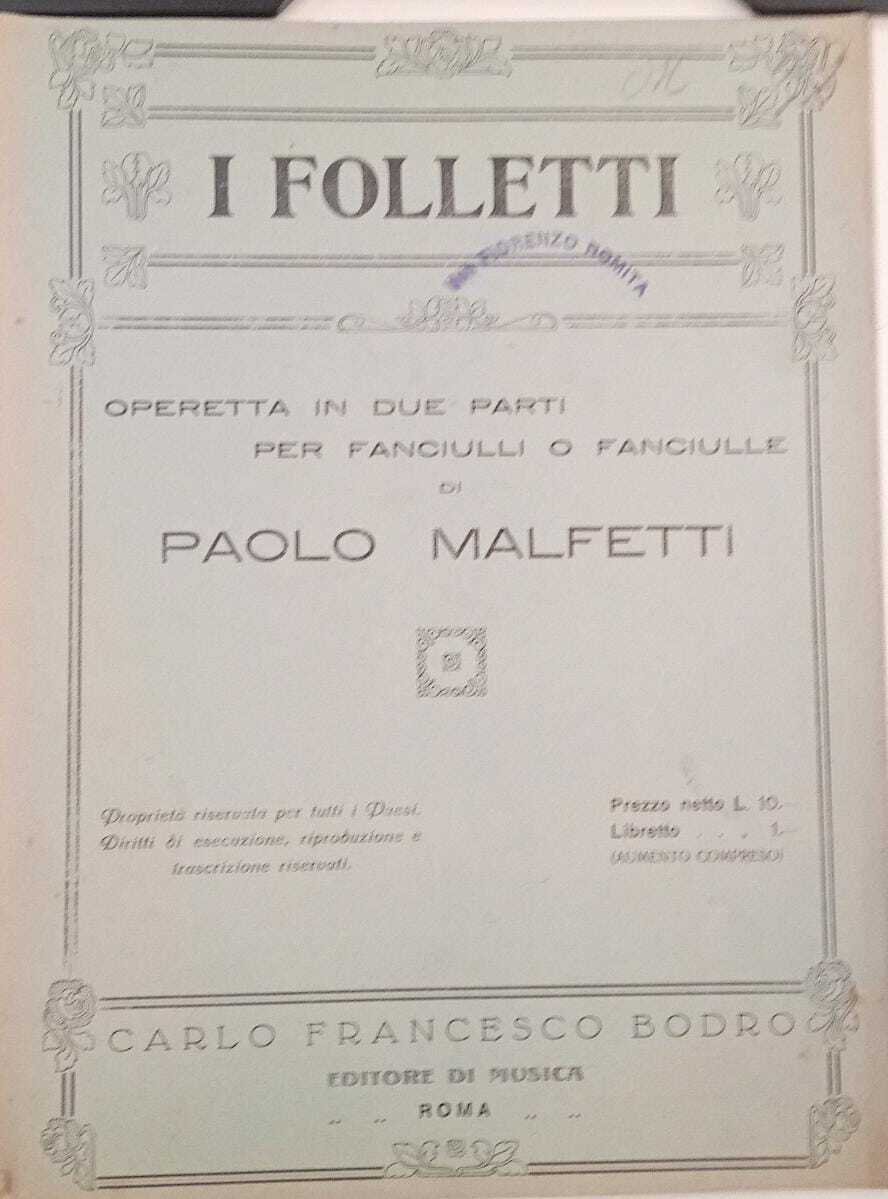 I FOLLETTI
FIORENZO ROMITA
OPERETTA IN DUE PARTI
PER FANCIULLI O FANCIULLE
DI
PAOLO MALFETTI
Proprietà riservata per tutti i Paesi.
Diritti di esecuzione, riproduzione e
trascrizione riservati.
Prezzo netto L. 10.-
Libretto . . . 1.-
(AUMENTO COMPRESO)
CARLO FRANCESCO BODRO
EDITORE DI MUSICA
„ „ ROMA „ „